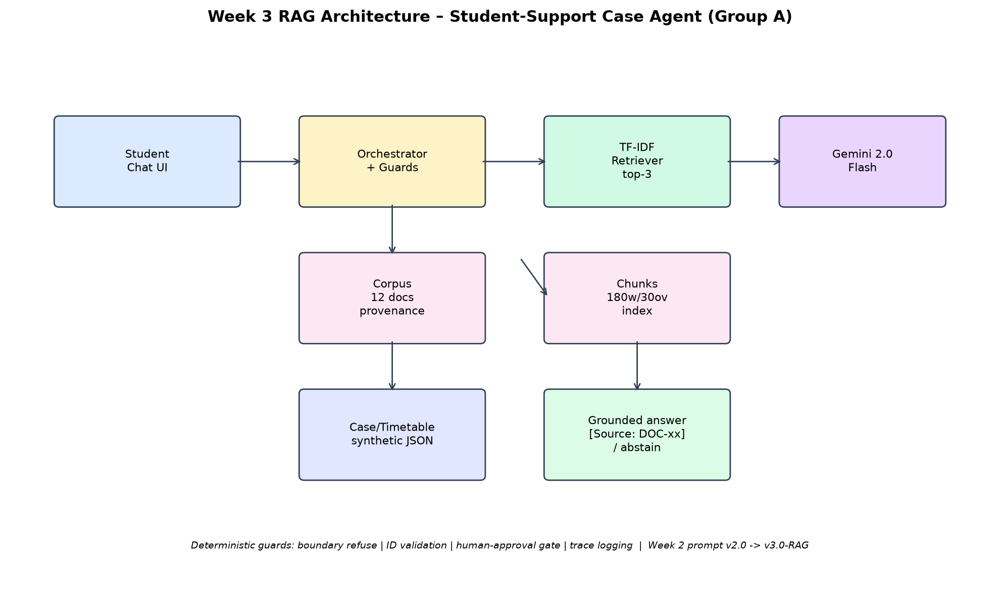 Week 3 RAG Architecture – Student-Support Case Agent (Group A)
Student
Chat UI
Orchestrator
+ Guards
TF-IDF
Retriever
top-3
Gemini 2.0
Flash
Corpus
12 docs
provenance
Chunks
180w/30ov
index
Case/Timetable
synthetic JSON
Grounded answer
[Source: DOC-xx]
/ abstain
Deterministic guards: boundary refuse | ID validation | human-approval gate | trace logging  |  Week 2 prompt v2.0 -> v3.0-RAG